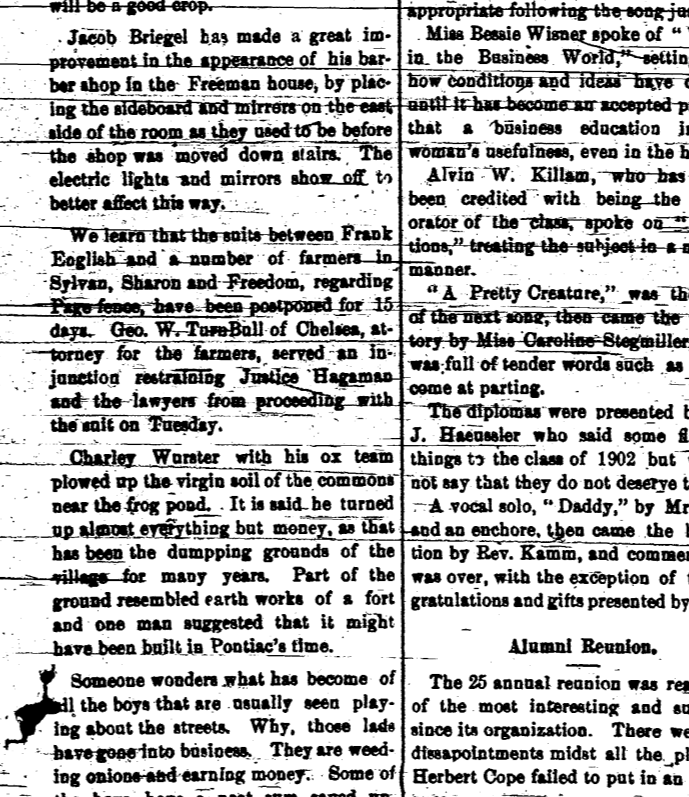 will be a good crop.
Jacob Briegel has made a great im-
provement in the appearance of his bar-
ber shop in the Freeman house, by plac-
ing the sideboard and mirrors on the east
side of the room as they used to be before
the shop was moved down stairs. The
electric lights and mirrors show off to
better affect this way.
We learn that the suits between Frank
English and a number of farmers in
Sylvan, Sharon and Freedom, regarding
Page fence, have been postponed for 15
days. Geo. W. TurnBull of Chelsea, at-
torney for the farmers, served an in-
junction restraining Justice Hagaman
and the lawyers from proceeding with
the suit on Tuesday.
Charley Wurster with his ox team
plowed up the virgin soil of the commons
near the frog pond. It is said he turned
up almost everything but money, as that
has been the dumpping grounds of the
village for many years. Part of the
ground resembled earth works of a fort
and one man suggested that it might
have been built in Pontiac's time.
Someone wonders what has become of
all the boys that are usually seen play-
ing about the streets. Why, those lads
have gone into business. They are weed-
ing onions and earning money. Some of
appropriate following the song
Miss Bessie Wisner spoke of "
in the Business World,"
how conditions and ideas have
until it has become an accepted
that a business education
woman's usefulness, even in the
Alvin W. Killam, who has
been credited with being the
orator of the class, spoke on "
tions," treating the subject in a
manner.
"A Pretty Creature," was
of the next song, then came the
tory by Miss Caroline Stegmiller
was full of tender words such as
come at parting.
The diplomas were presented
J. Haeussler who said some
things to the class of 1902 but
not say that they do not deserve
A vocal solo, "Daddy," by
and an enchore, then came the
tion by Rev. Kamm, and
was over, with the exception of
gratulations and gifts presented by
Alumni Reunion.
The 25 annual reunion was
of the most interesting and
since its organization. There
dissapointments midst all the
Herbert Cope failed to put in an